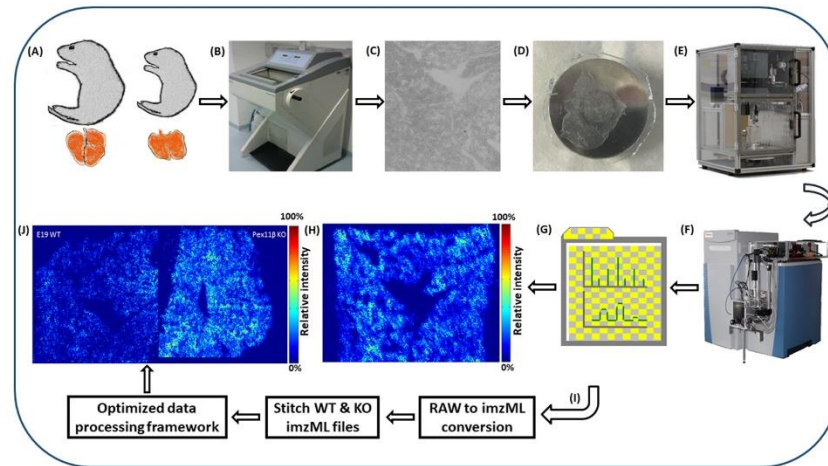 (A)
(B)
(C)
(D)
(E)
(J)
E19 WT
Pex11β KO
100%
Relative intensity
0%
(H)
100%
Relative intensity
0%
(G)
(F)
(I)
Optimized data
processing framework
Stitch WT & KO
imzML files
RAW to imzML
conversion